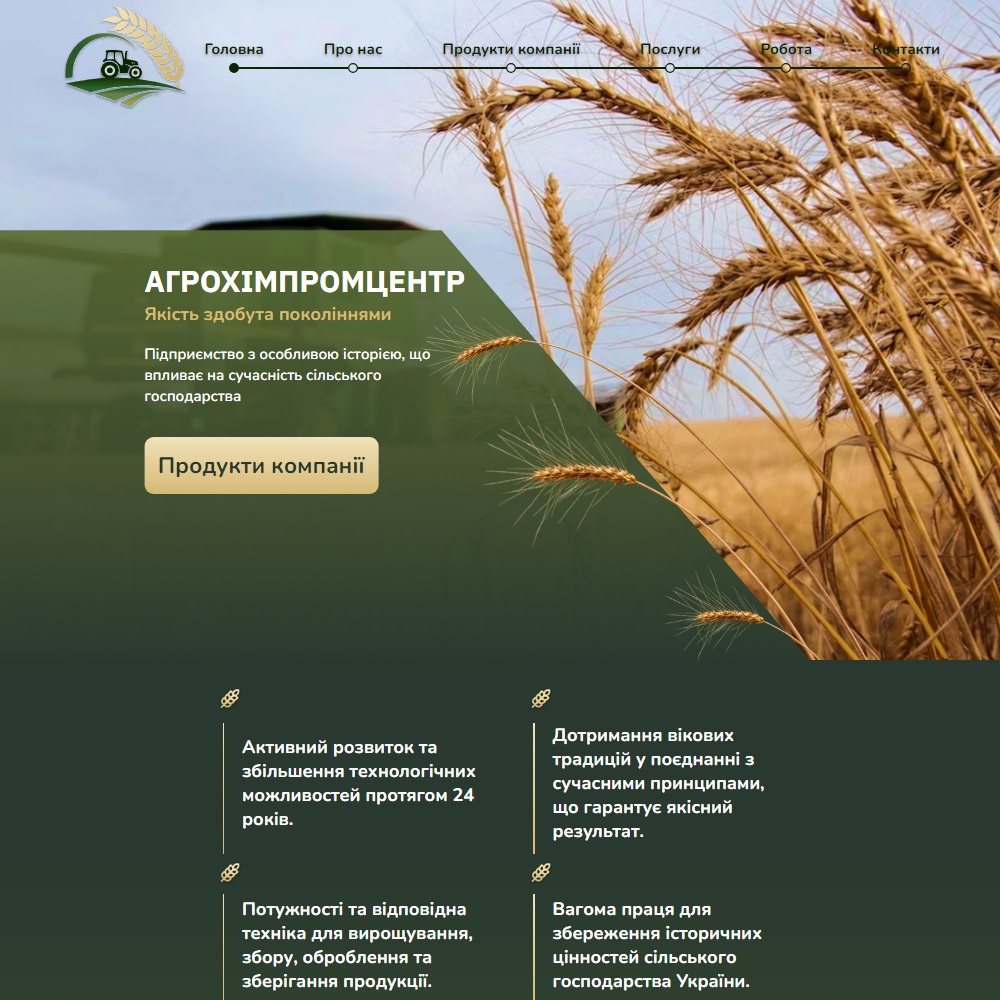 Головна
Про нас
Продукти компанії
Послуги
Робота
Контакти
АГРОХІМПРОМЦЕНТР
Якість здобута поколіннями
Підприємство з особливою історією, що
впливає на сучасність сільського
господарства
Продукти компанії
Активний розвиток та
збільшення технологічних
можливостей протягом 24
років.
Дотримання вікових
традицій у поєднанні з
сучасними принципами,
що гарантує якісний
результат.
Потужності та відповідна
техніка для вирощування,
збору, оброблення та
зберігання продукції.
Вагома праця для
збереження історичних
цінностей сільського
господарства України.